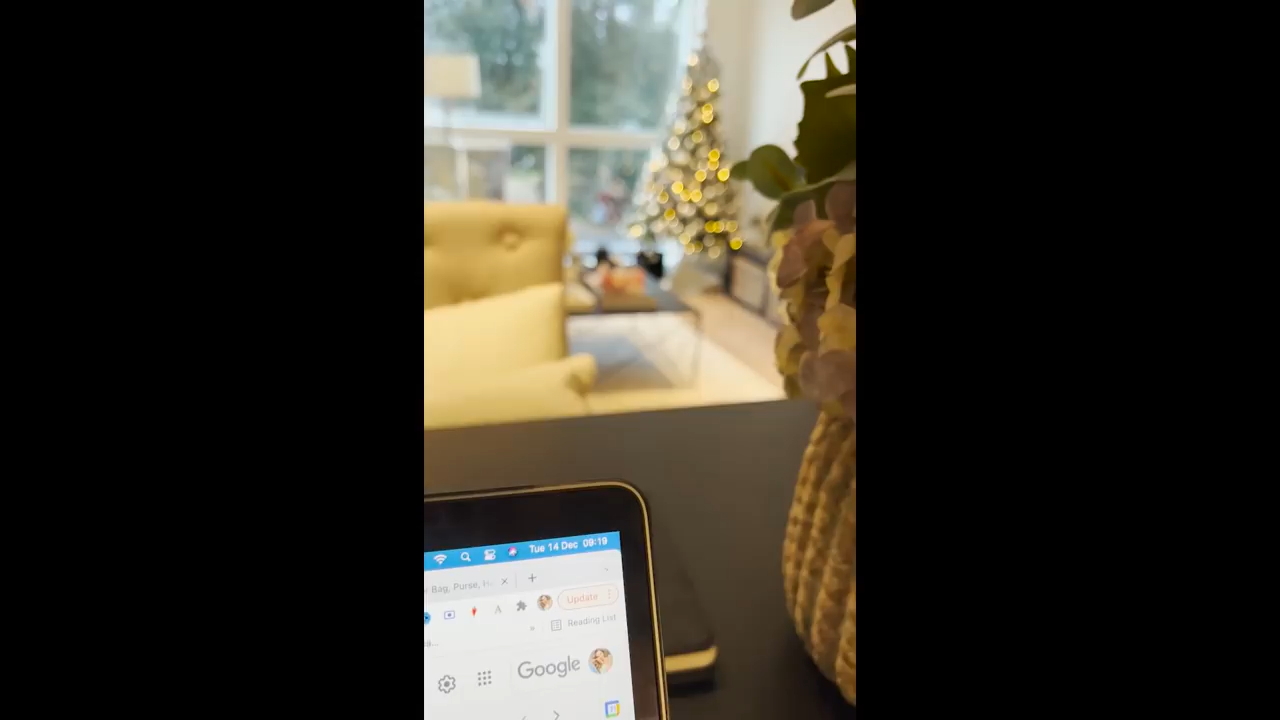 Tue 14 Dec 09:19
Bag, Purse,
Update
Reading List
Google